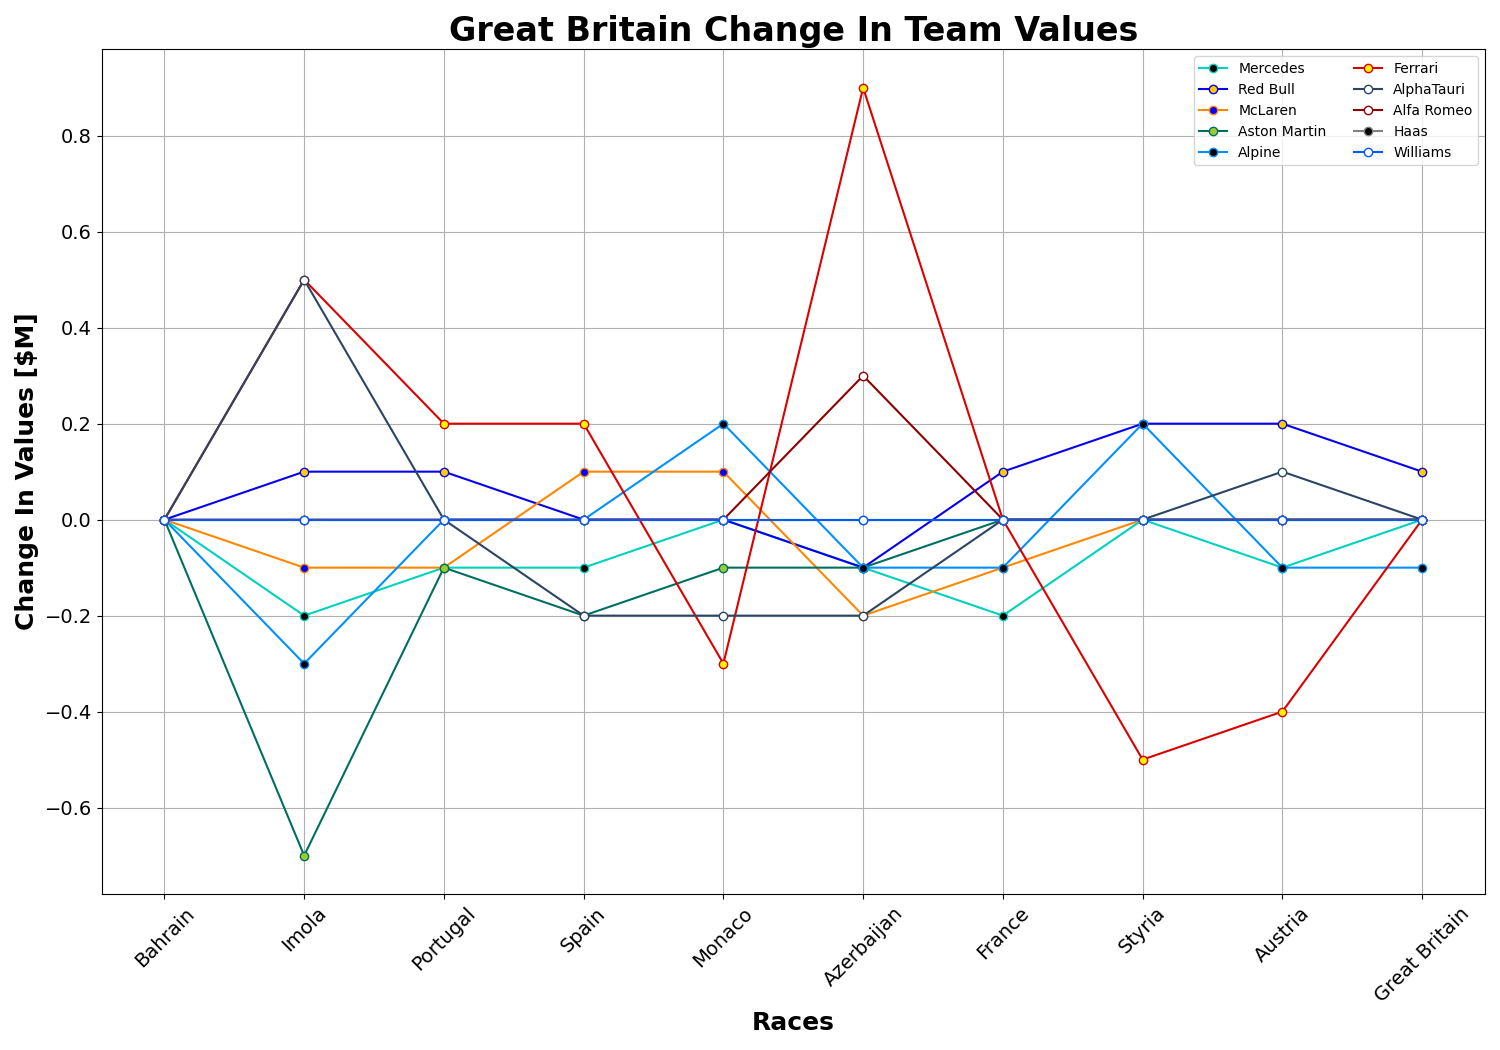 Great Britain Change In Team Values
Mercedes
Red Bull
McLaren
Aston Martin
Alpine
Ferrari
AlphaTauri
Alfa Romeo
Haas
Williams
Change In Values [$M]
0.8
0.6
0.4
0.2
0.0
−0.2
−0.4
−0.6
Bahrain
Imola
Portugal
Spain
Monaco
Azerbaijan
France
Styria
Austria
Great Britain
Races